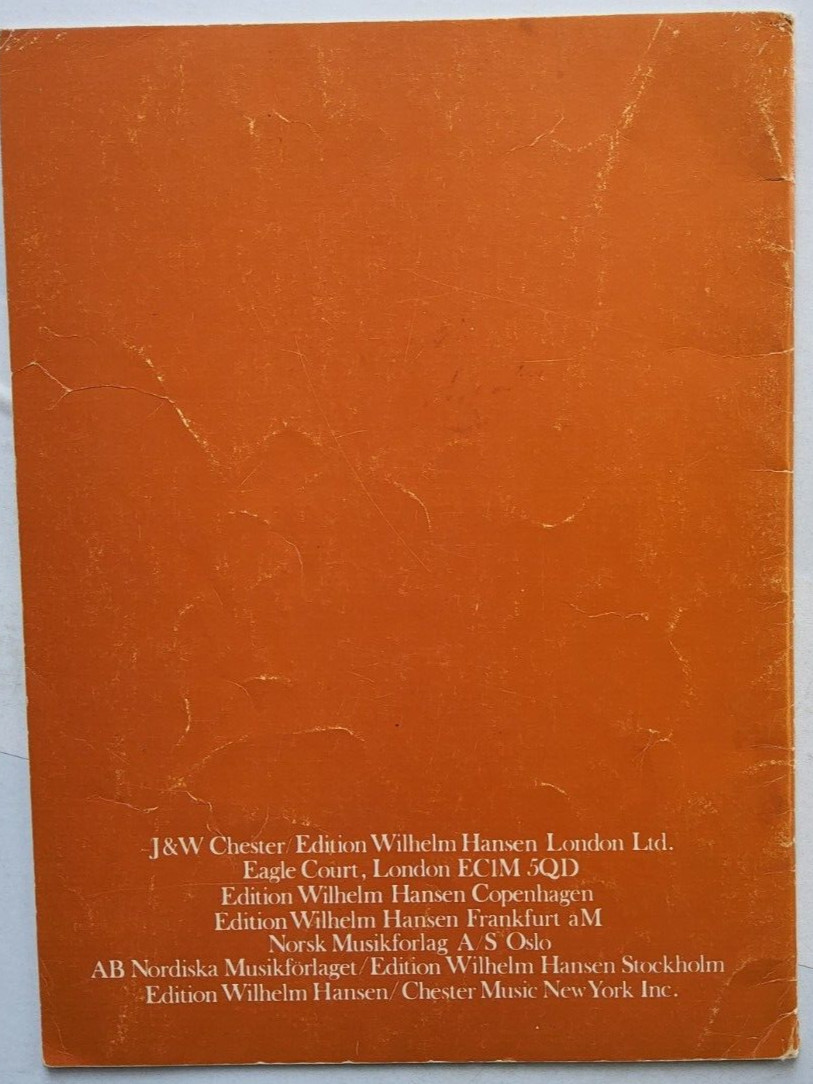 J&W Chester/Edition Wilhelm Hansen London Ltd.
Eagle Court, London EC1M 5QD
Edition Wilhelm Hansen Copenhagen
Edition Wilhelm Hansen Frankfurt aM
Norsk Musikforlag A/S Oslo
AB Nordiska Musikförlaget/Edition Wilhelm Hansen Stockholm
Edition Wilhelm Hansen/Chester Music New York Inc.